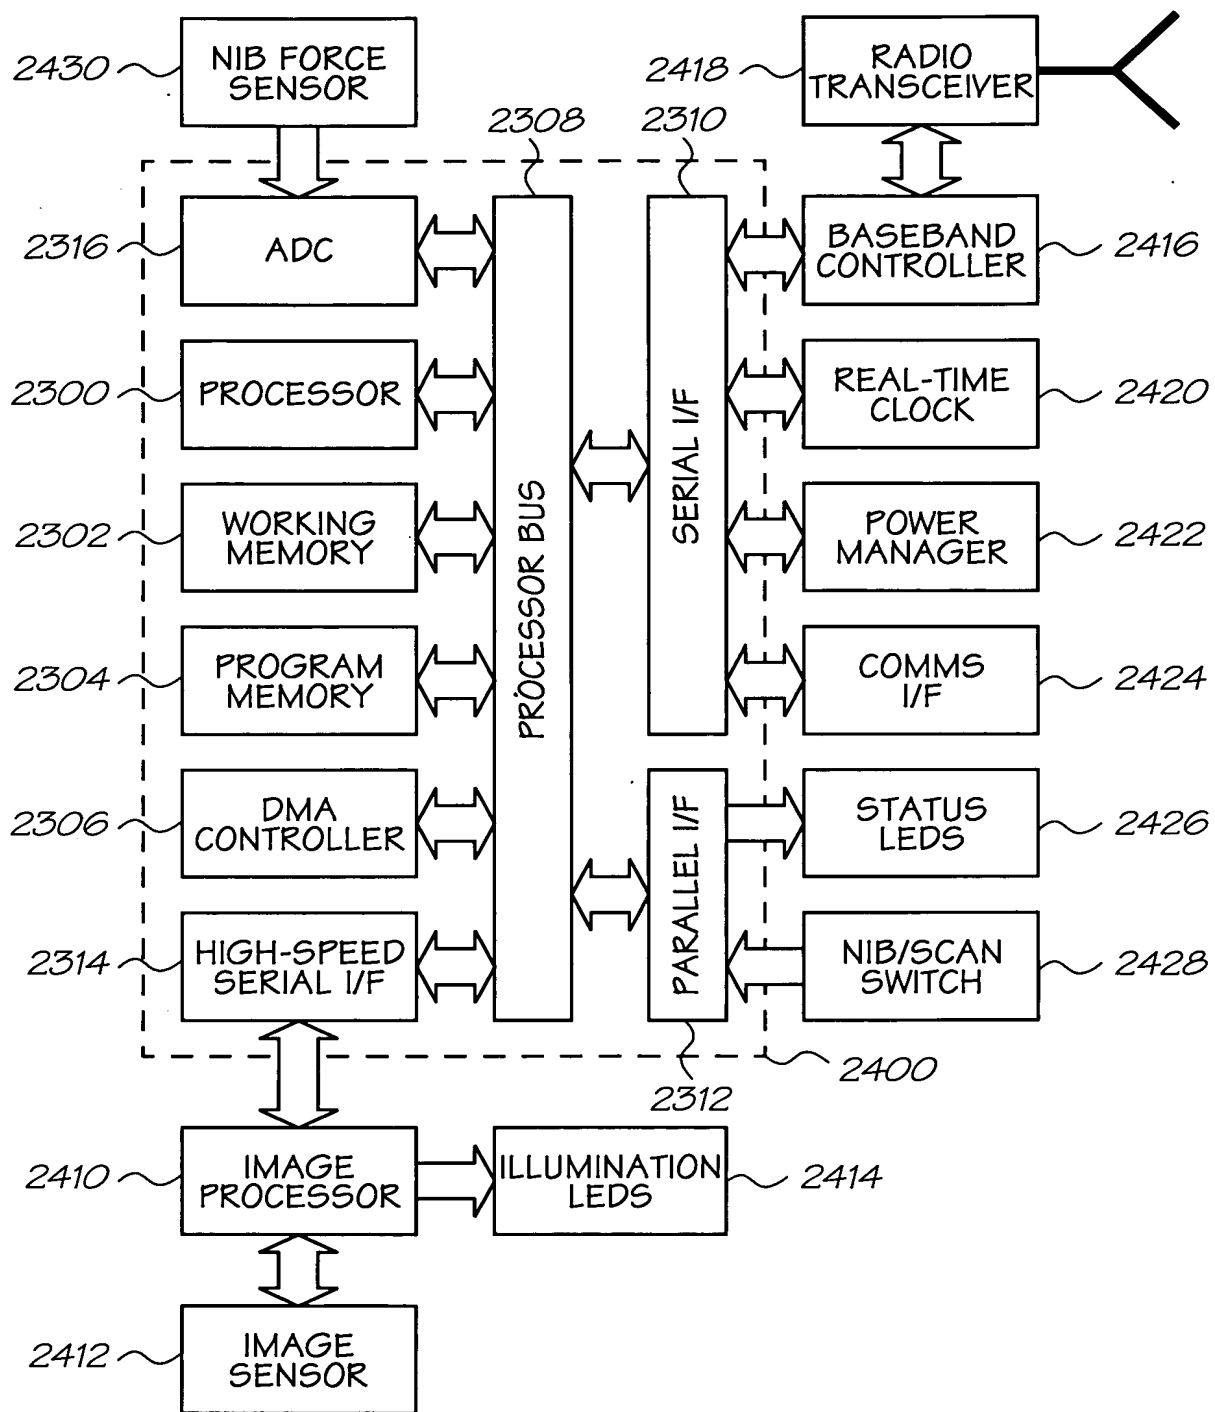 2430
NIB FORCE
SENSOR
2418
RADIO
TRANSCEIVER
2308
2310
2316
ADC
BASEBAND
CONTROLLER
2416
2300
PROCESSOR
REAL-TIME
CLOCK
2420
2302
WORKING
MEMORY
PROCESSOR BUS
SERIAL I/F
POWER
MANAGER
2422
2304
PROGRAM
MEMORY
COMMS
I/F
2424
2306
DMA
CONTROLLER
PARALLEL I/F
STATUS
LEDS
2426
2314
HIGH-SPEED
SERIAL I/F
NIB/SCAN
SWITCH
2428
2400
2312
2410
IMAGE
PROCESSOR
ILLUMINATION
LEDS
2414
2412
IMAGE
SENSOR